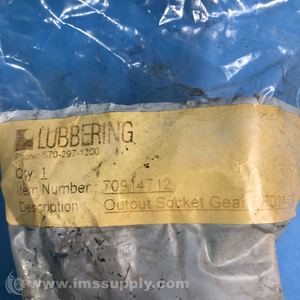 LUBBERING
Phone: 570-297-1300
Qty: 1
Item Number : 70914712
Description : Output Socket Gear
© www.imssupply.com